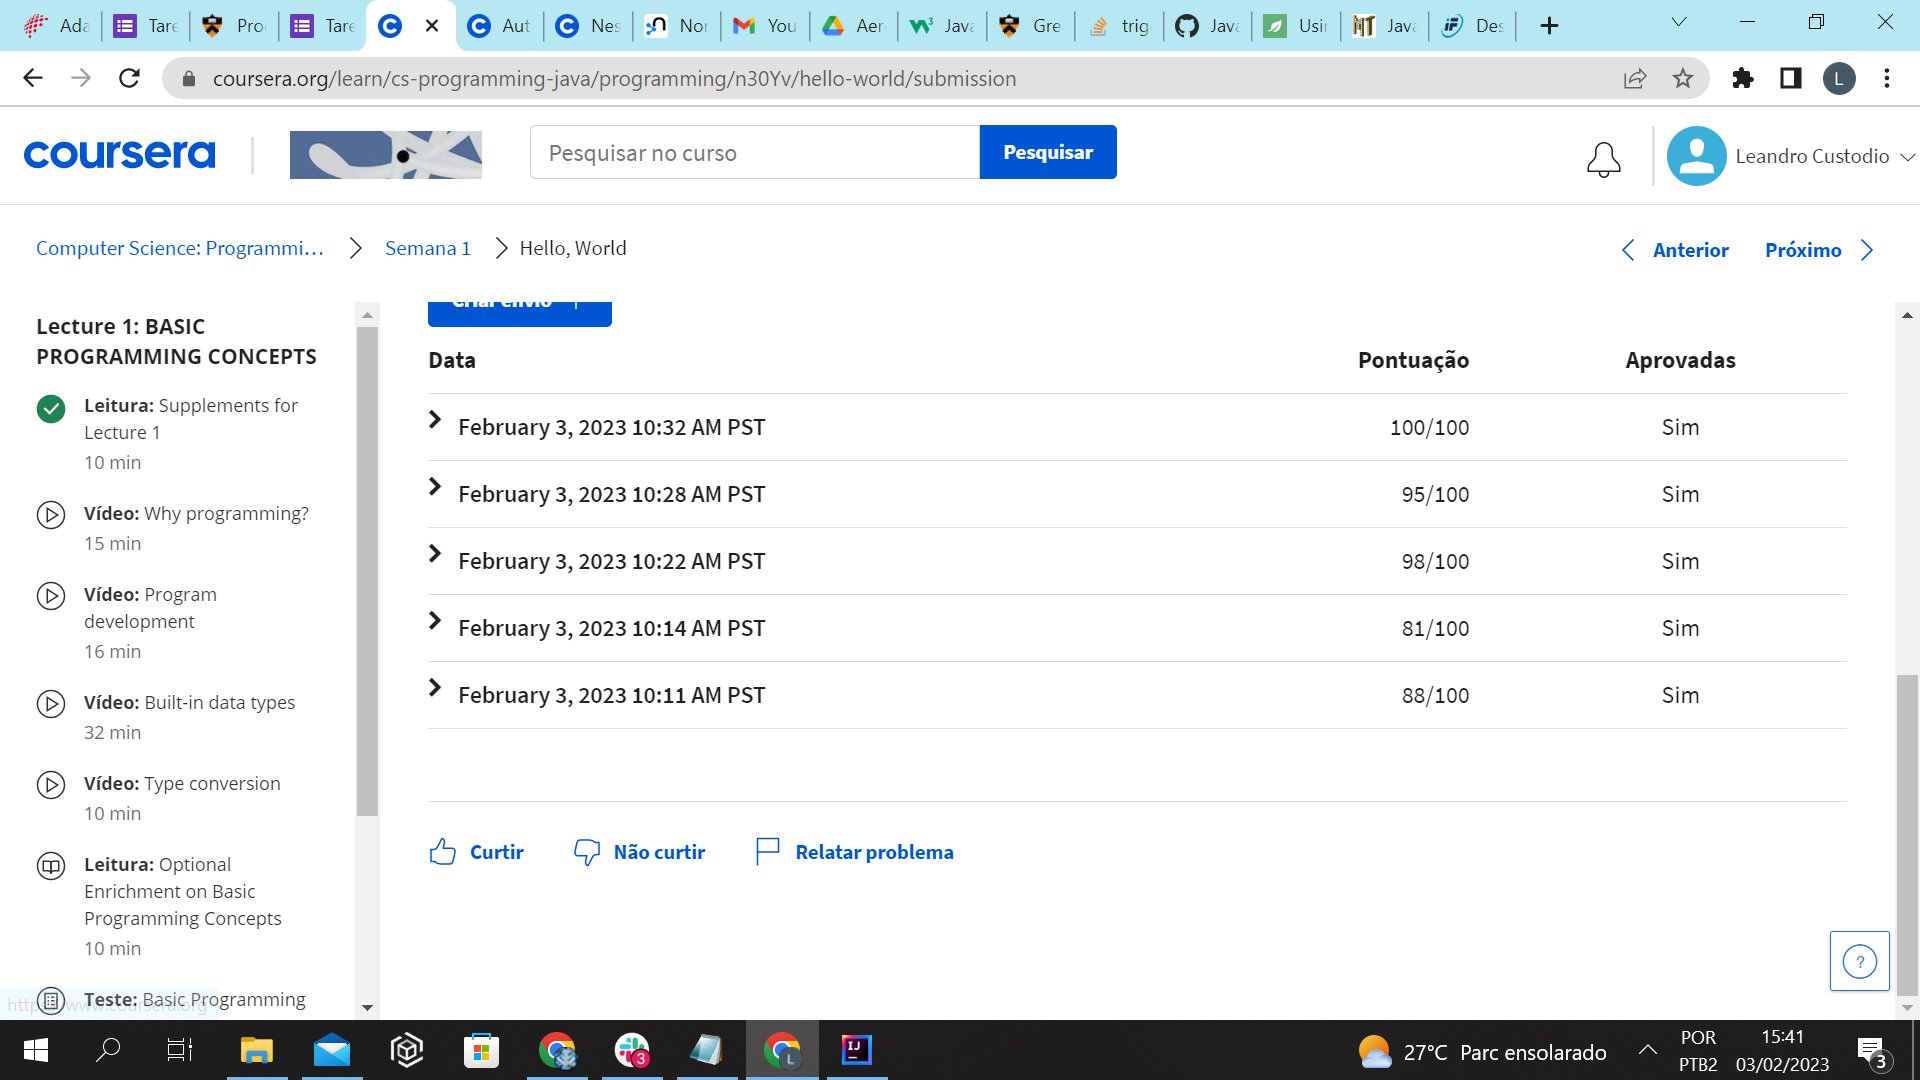 Ada
Tare
Pro
Tare
Aut
Nes
Nor
You
Aer
Java
Gre
trig
Java
Usin
Java
Des
coursera.org/learn/cs-programming-java/programming/n30Yv/hello-world/submission
L
coursera
Pesquisar no curso
Pesquisar
Leandro Custodio
Computer Science: Programmi...
Semana 1
Hello, World
Anterior
Próximo
Lecture 1: BASIC
PROGRAMMING CONCEPTS
Leitura: Supplements for
Lecture 1
10 min
Vídeo: Why programming?
15 min
Vídeo: Program
development
16 min
Vídeo: Built-in data types
32 min
Vídeo: Type conversion
10 min
Leitura: Optional
Enrichment on Basic
Programming Concepts
10 min
Teste: Basic Programming
https://www.coursera.org
Criar envio
Data Pontuação Aprovadas
February 3, 2023 10:32 AM PST 100/100 Sim
February 3, 2023 10:28 AM PST 95/100 Sim
February 3, 2023 10:22 AM PST 98/100 Sim
February 3, 2023 10:14 AM PST 81/100 Sim
February 3, 2023 10:11 AM PST 88/100 Sim
Curtir
Não curtir
Relatar problema
?
3
L
IJ
27°C Parc ensolarado
POR
PTB2
15:41
03/02/2023
3